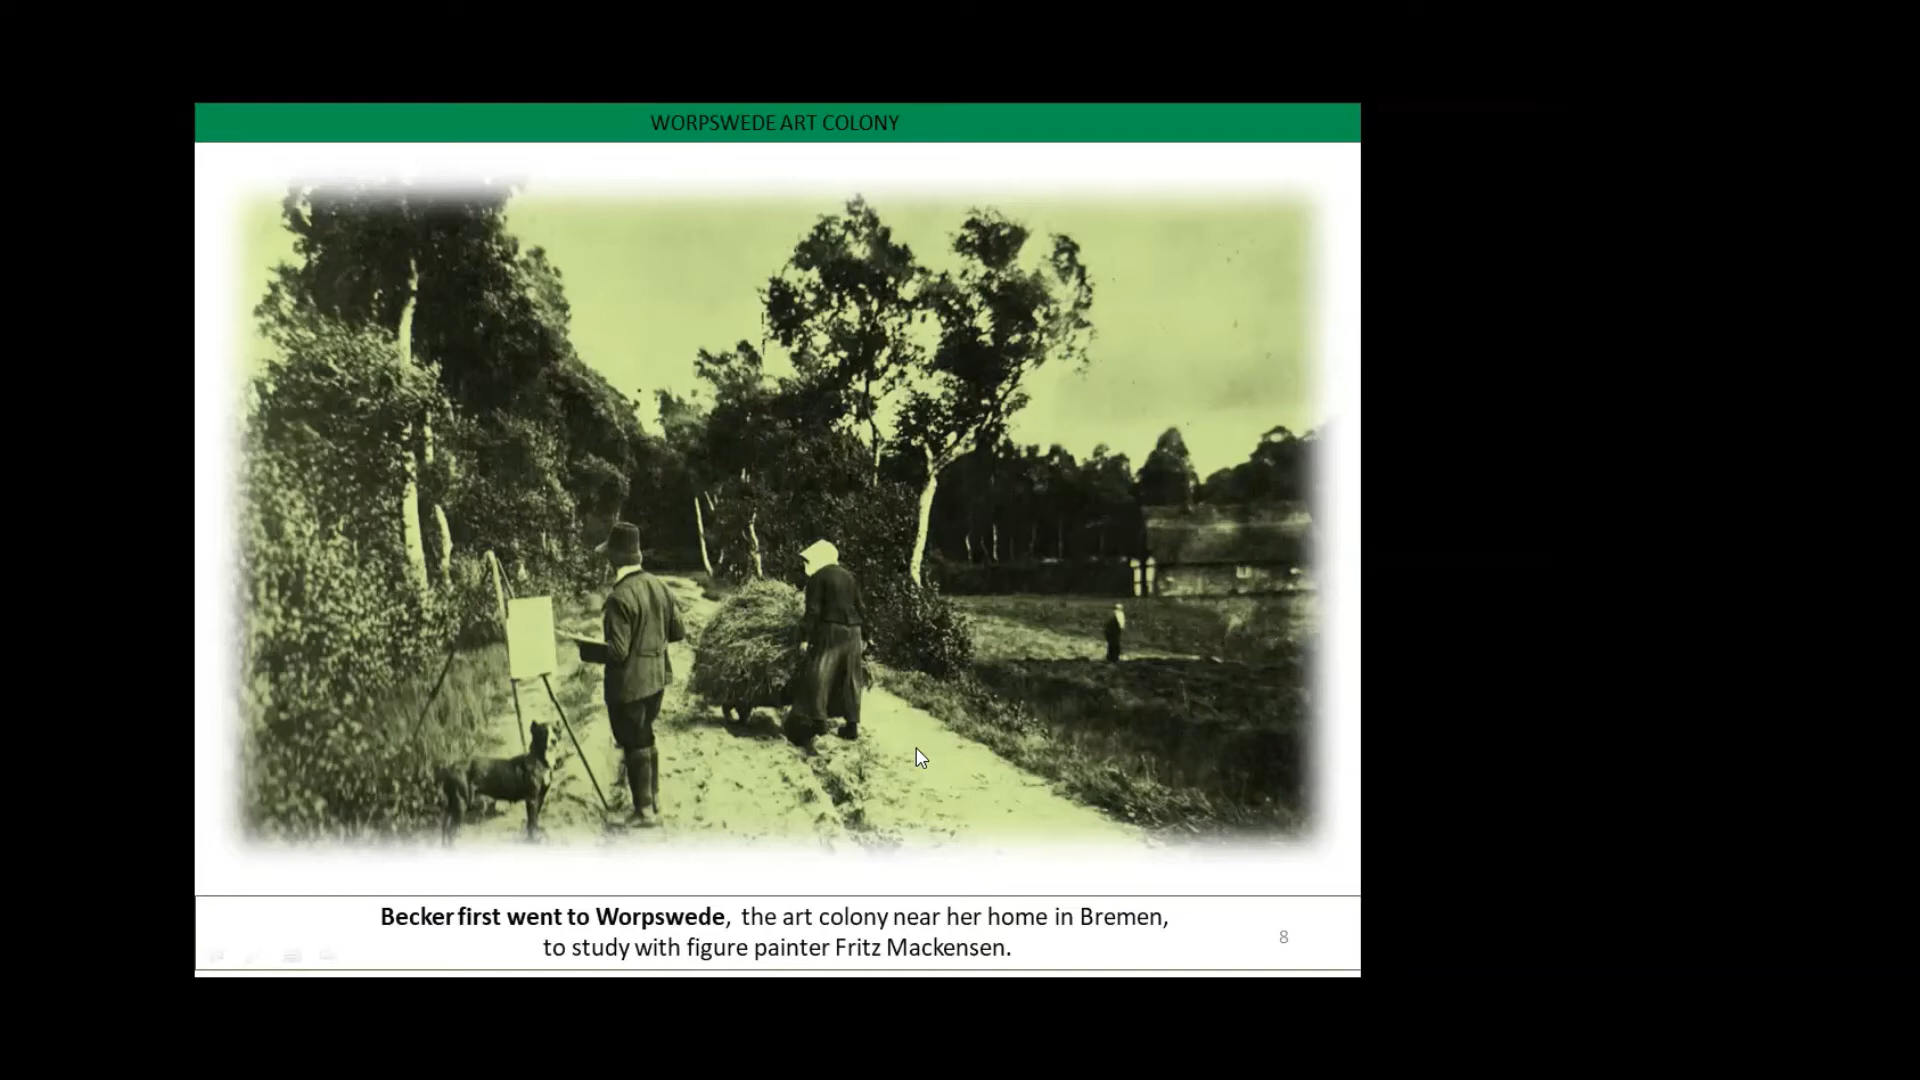 WORPSWEDE ART COLONY
Becker first went to Worpswede, the art colony near her home in Bremen,
to study with figure painter Fritz Mackensen.
8